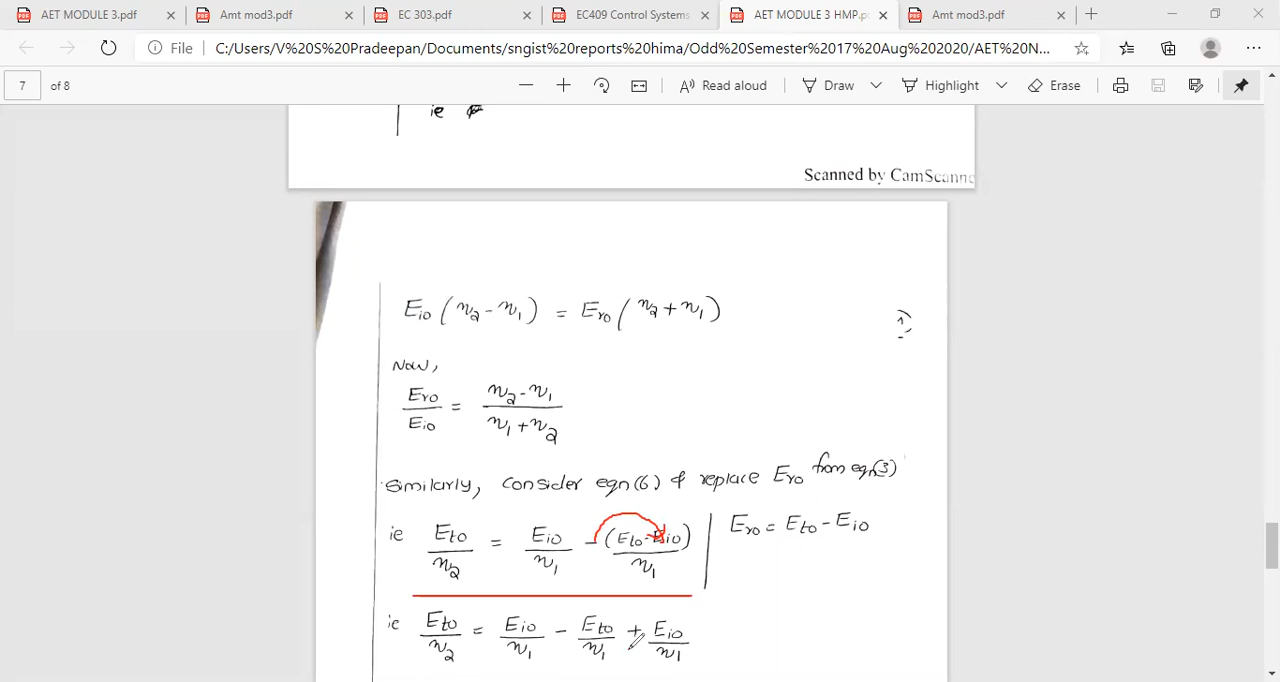 AET MODULE 3.pdf
Amt mod3.pdf
EC 303.pdf
EC409 Control Systems
AET MODULE 3 HMP.p
Amt mod3.pdf
File
C:/Users/V%20S%20Pradeepan/Documents/sngist%20reports%20hima/Odd%20Semester%2017%20Aug%202020/AET%20N...
7 of 8
Read aloud
Draw
Highlight
Erase
ie
Scanned by CamScanne
Eio (η2 - η1) = Ero (η2 + η1)
Now,
Ero/Eio = (η2 - η1)/(η1 + η2)
Similarly, consider eqn(6) & replace Ero from eqn(3)
ie Eto/η2 = Eio/η1 - (Eto - Eio)/η1 | Ero = Eto - Eio
ie Eto/η2 = Eio/η1 - Eto/η1 + Eio/η1